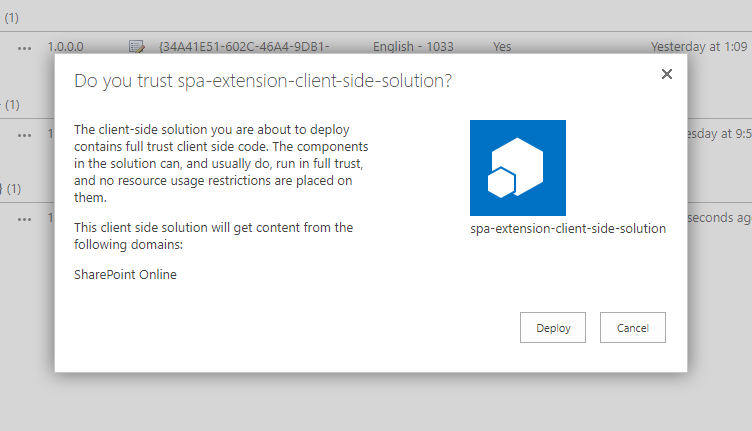 (1)
... 1.0.0.0 {34A41E51-602C-46A4-9DB1- English - 1033 Yes Yesterday at 1:09
Do you trust spa-extension-client-side-solution?
(1)
The client-side solution you are about to deploy
contains full trust client side code. The components
in the solution can, and usually do, run in full trust,
and no resource usage restrictions are placed on
them.
... 1 esday at 9:5
} (1)
... 1 seconds ago
This client side solution will get content from the
following domains:
SharePoint Online
spa-extension-client-side-solution
Deploy Cancel